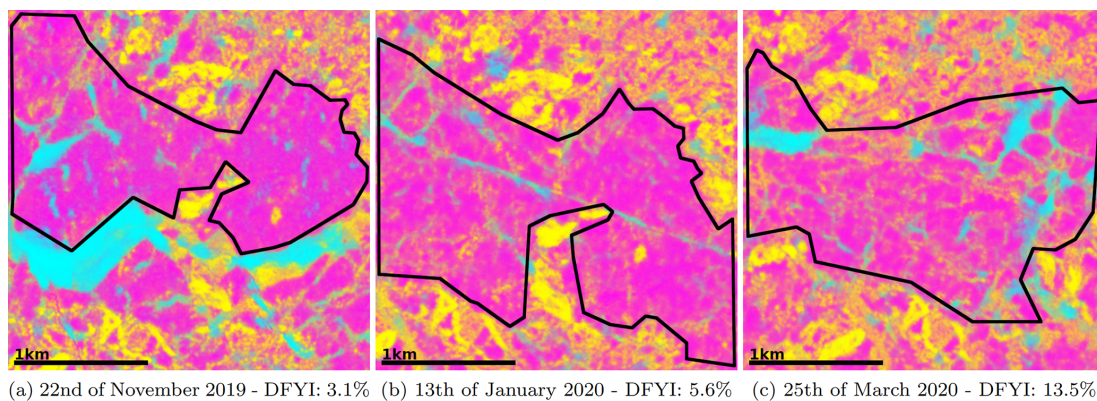 1km
1km
1km
(a) 22nd of November 2019 - DFYI: 3.1%
(b) 13th of January 2020 - DFYI: 5.6%
(c) 25th of March 2020 - DFYI: 13.5%